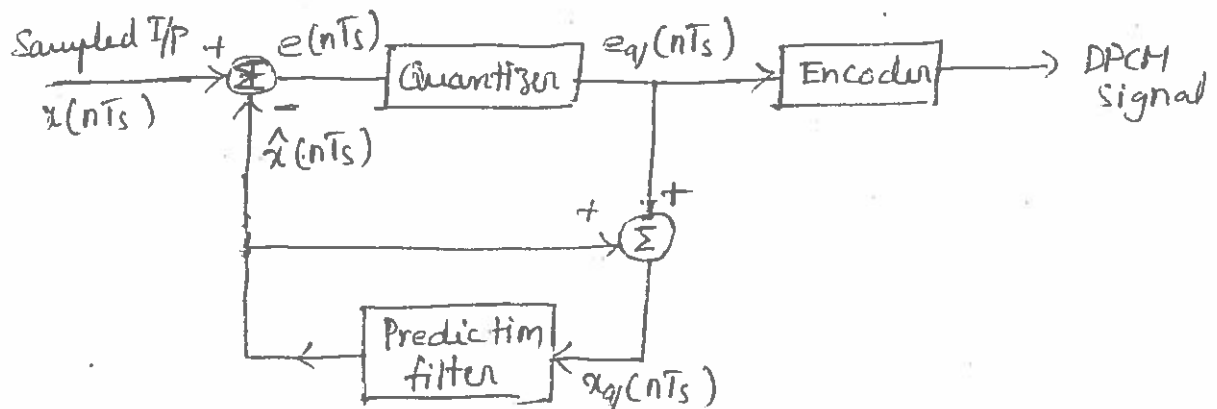 Sampled I/P
+
e(nTs)
eq(nTs)
Σ
Quantizer
Encoder
DPCM
signal
x(nTs)
−
x̂(nTs)
+
+
Σ
Prediction
filter
xq(nTs)